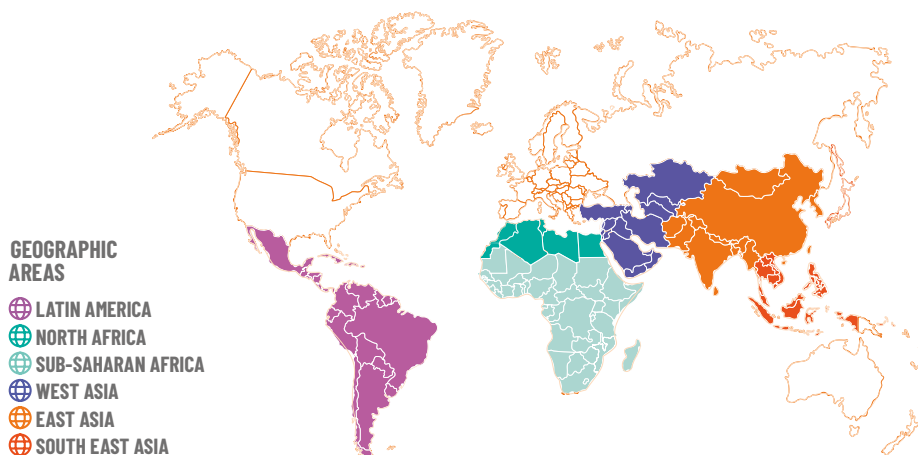 GEOGRAPHIC
AREAS
LATIN AMERICA
NORTH AFRICA
SUB-SAHARAN AFRICA
WEST ASIA
EAST ASIA
SOUTH EAST ASIA